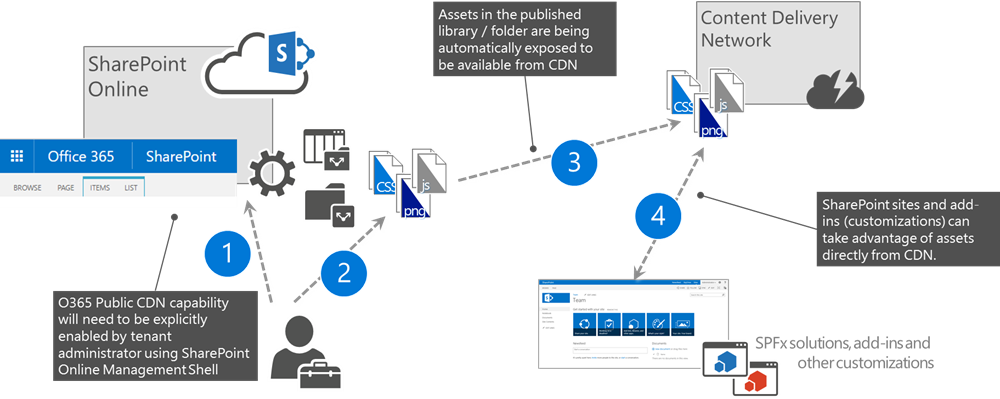 SharePoint
Online
S
Office 365
SharePoint
BROWSE
PAGE
ITEMS
LIST
Assets in the published
library / folder are being
automatically exposed to
be available from CDN
Content Delivery
Network
CSS
js
png
CSS
js
png
1
2
3
4
O365 Public CDN capability
will need to be explicitly
enabled by tenant
administrator using SharePoint
Online Management Shell
SharePoint sites and add-
ins (customizations) can
take advantage of assets
directly from CDN.
SharePoint
Team
SPFx solutions, add-ins and
other customizations